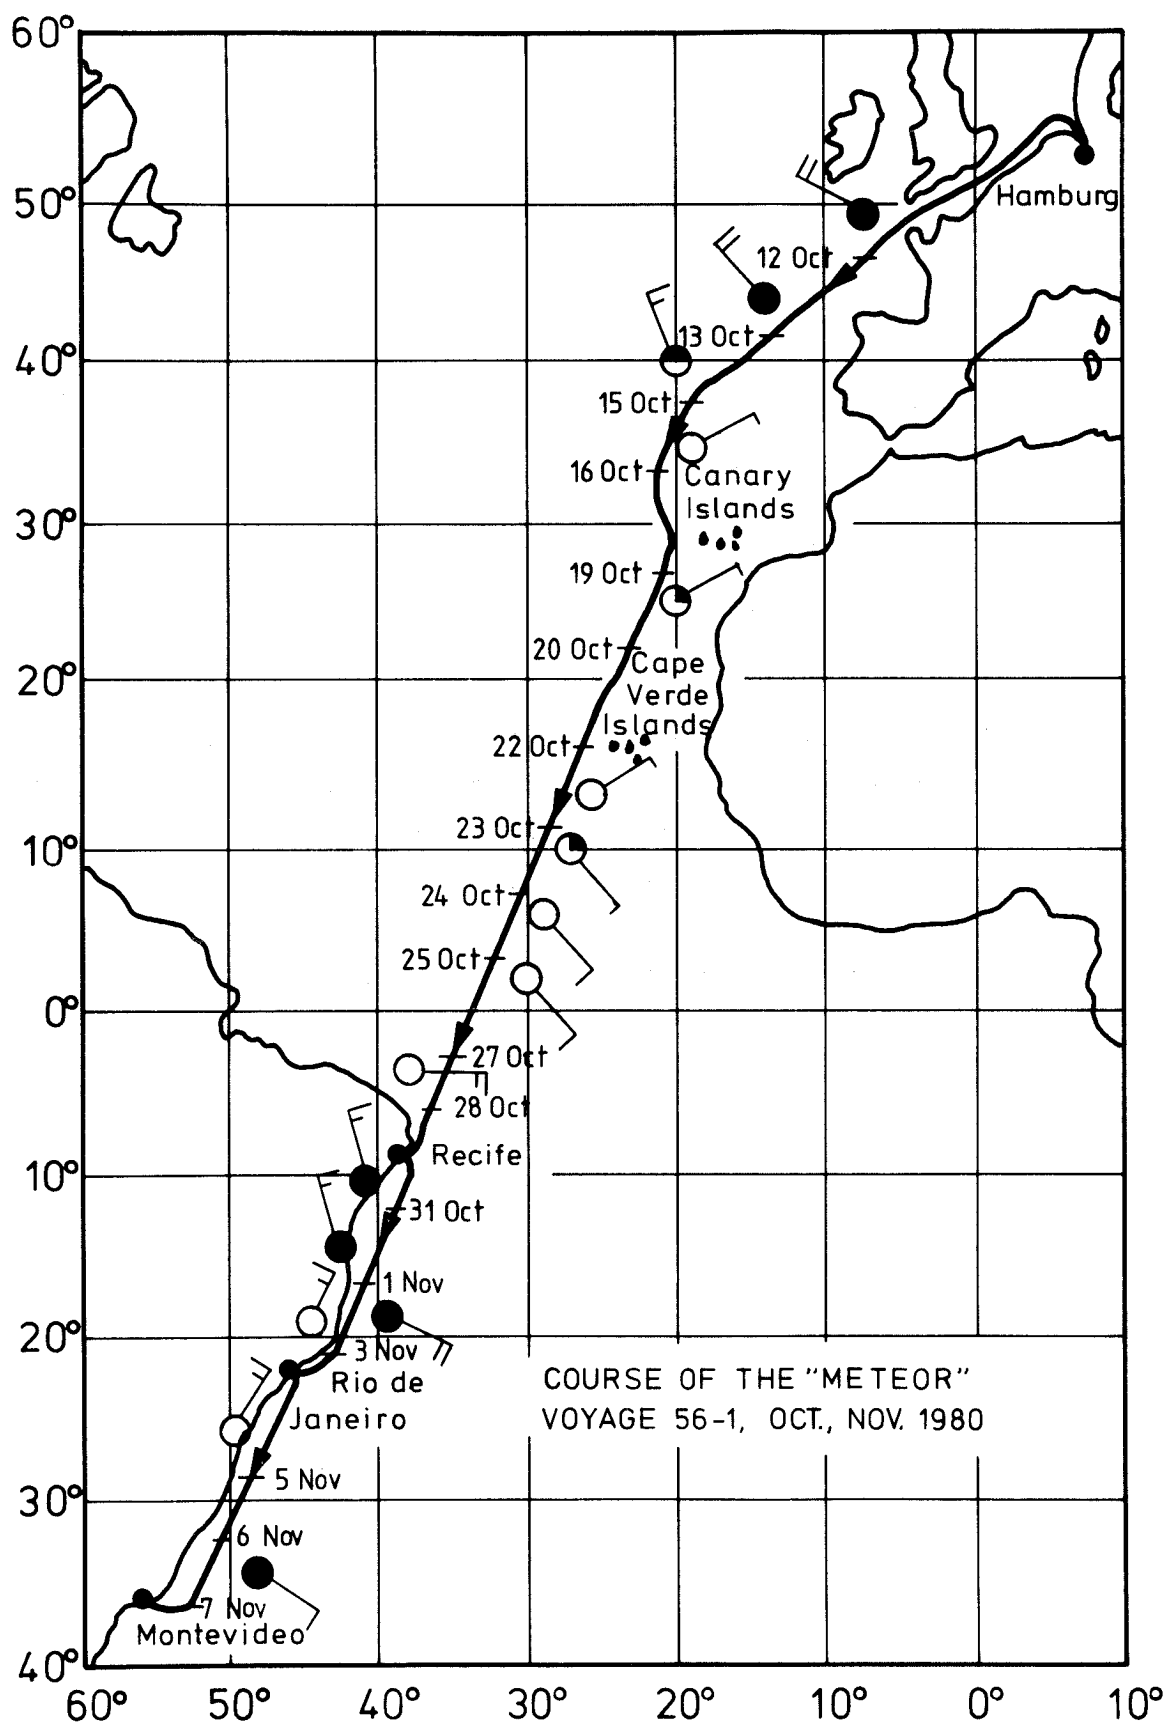 60°
50°
Hamburg
12 Oct
13 Oct
40°
15 Oct
16 Oct
Canary
Islands
30°
19 Oct
20 Oct
Cape
Verde
Islands
20°
22 Oct
23 Oct
10°
24 Oct
25 Oct
0°
27 Oct
28 Oct
Recife
10°
31 Oct
1 Nov
20°
3 Nov
Rio de
Janeiro
COURSE OF THE "METEOR"
VOYAGE 56-1, OCT., NOV. 1980
5 Nov
30°
6 Nov
7 Nov
Montevideo
40°
60° 50° 40° 30° 20° 10° 0° 10°